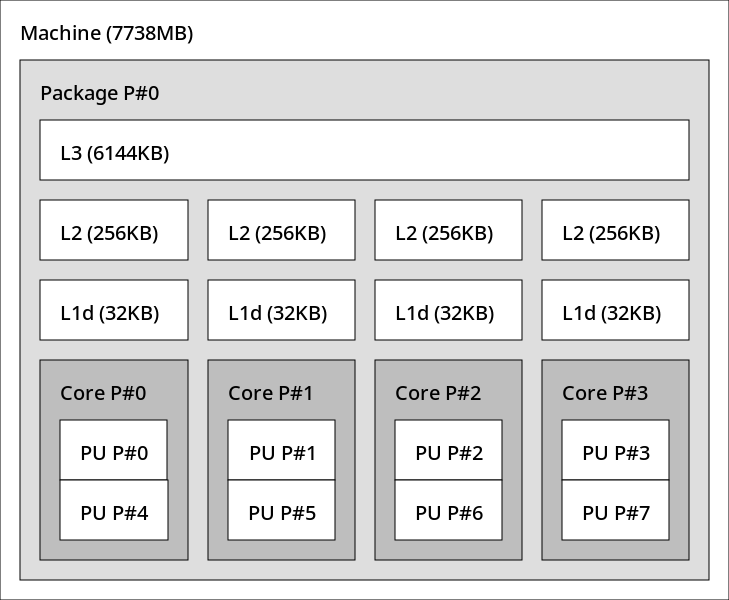 Machine (7738MB)
Package P#0
L3 (6144KB)
L2 (256KB) L2 (256KB) L2 (256KB) L2 (256KB)
L1d (32KB) L1d (32KB) L1d (32KB) L1d (32KB)
Core P#0 Core P#1 Core P#2 Core P#3
PU P#0 PU P#1 PU P#2 PU P#3
PU P#4 PU P#5 PU P#6 PU P#7